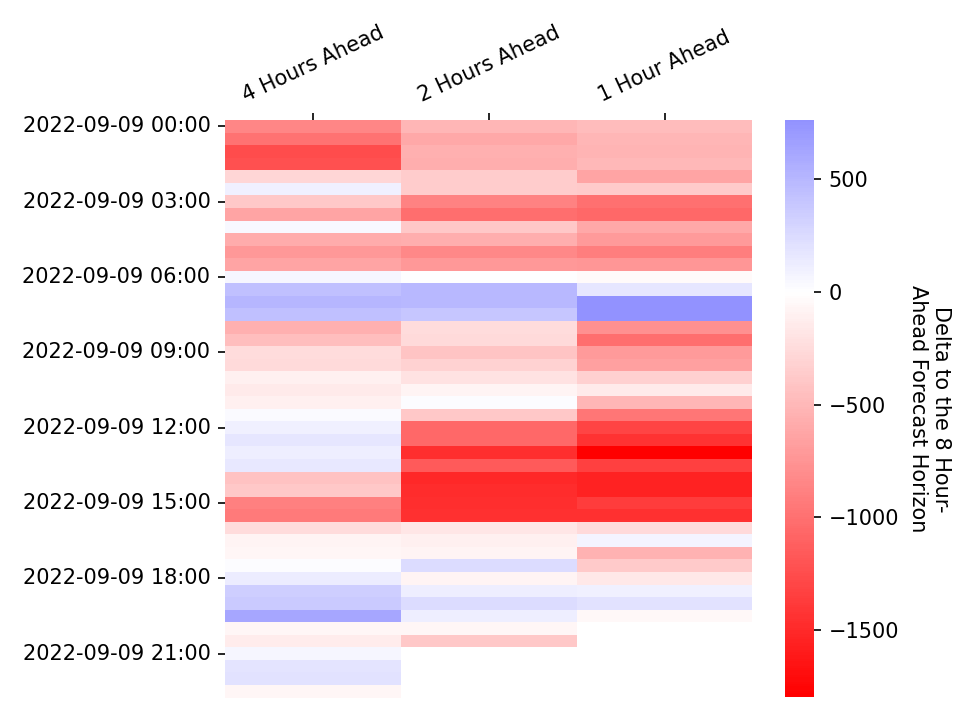 4 Hours Ahead
2 Hours Ahead
1 Hour Ahead
2022-09-09 00:00
2022-09-09 03:00
2022-09-09 06:00
2022-09-09 09:00
2022-09-09 12:00
2022-09-09 15:00
2022-09-09 18:00
2022-09-09 21:00
500
0
−500
−1000
−1500
Delta to the 8 Hour-
Ahead Forecast Horizon